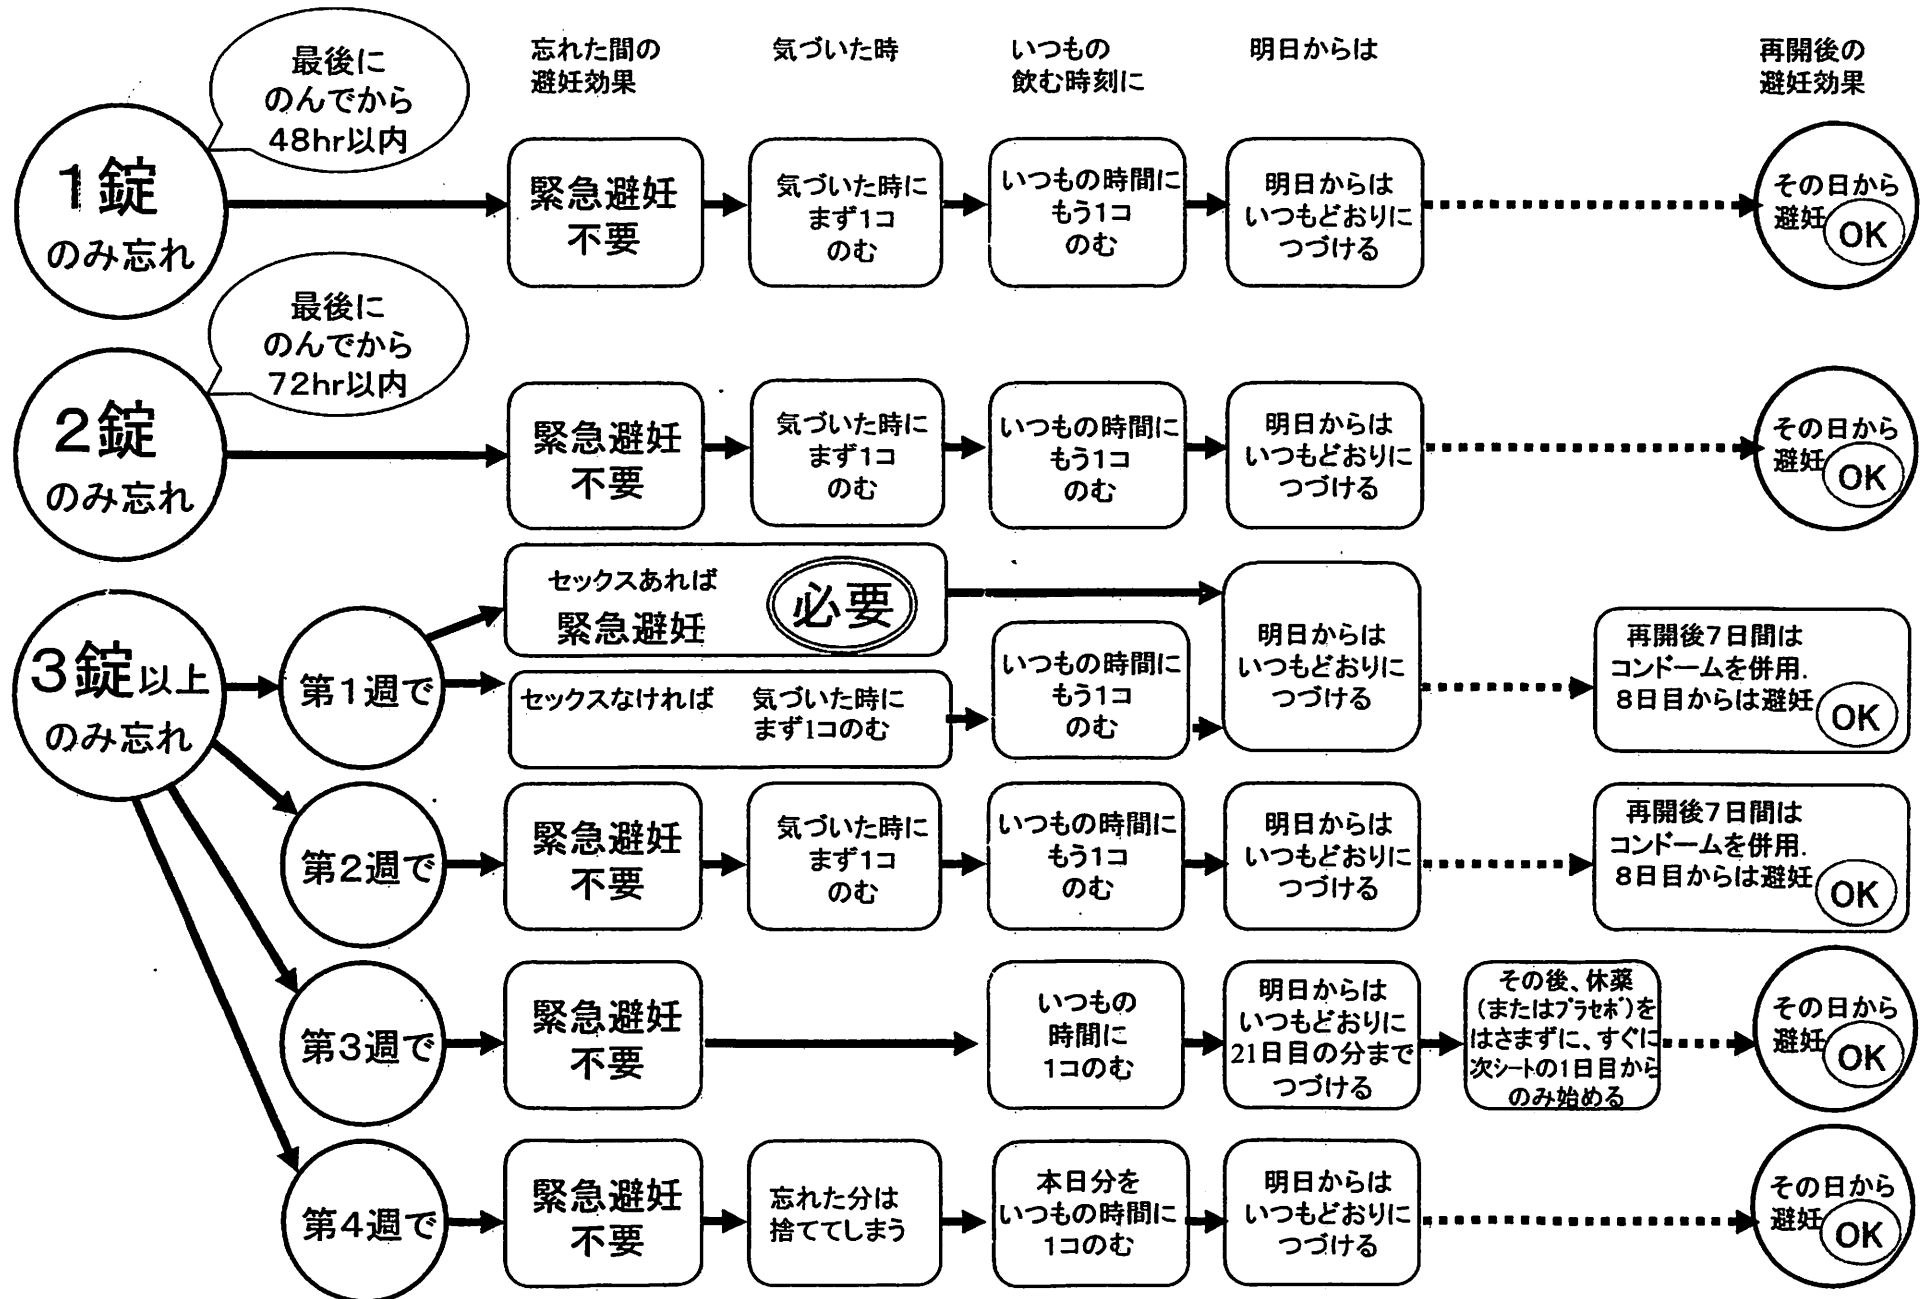 忘れた間の
避妊効果
気づいた時
いつもの
飲む時刻に
明日からは
再開後の
避妊効果
最後に
のんでから
48hr以内
1錠
のみ忘れ
緊急避妊
不要
気づいた時に
まず1コ
のむ
いつもの時間に
もう1コ
のむ
明日からは
いつもどおりに
つづける
その日から
避妊OK
最後に
のんでから
72hr以内
2錠
のみ忘れ
緊急避妊
不要
気づいた時に
まず1コ
のむ
いつもの時間に
もう1コ
のむ
明日からは
いつもどおりに
つづける
その日から
避妊OK
3錠以上
のみ忘れ
第1週で
セックスあれば
緊急避妊
必要
セックスなければ
気づいた時に
まず1コのむ
いつもの時間に
もう1コ
のむ
明日からは
いつもどおりに
つづける
再開後7日間は
コンドームを併用.
8日目からは避妊OK
第2週で
緊急避妊
不要
気づいた時に
まず1コ
のむ
いつもの時間に
もう1コ
のむ
明日からは
いつもどおりに
つづける
再開後7日間は
コンドームを併用.
8日目からは避妊OK
第3週で
緊急避妊
不要
いつもの
時間に
1コのむ
明日からは
いつもどおりに
21日目の分まで
つづける
その後、休薬
(またはプラセボ)を
はさまずに、すぐに
次シートの1日目から
のみ始める
その日から
避妊OK
第4週で
緊急避妊
不要
忘れた分は
捨ててしまう
本日分を
いつもの時間に
1コのむ
明日からは
いつもどおりに
つづける
その日から
避妊OK